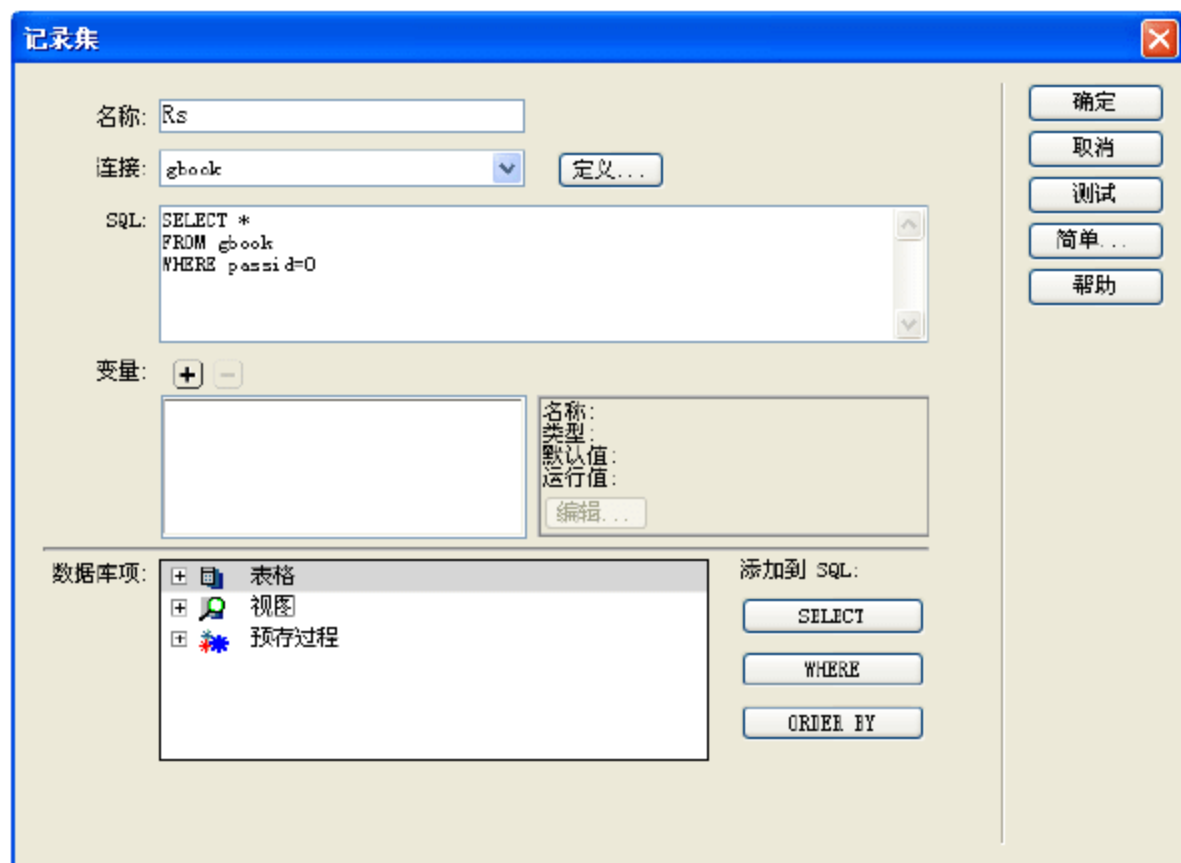 记录集
名称: Rs
连接: gbook 定义...
SQL: SELECT *
FROM gbook
WHERE passid=0
变量:
名称:
类型:
默认值:
运行值:
编辑...
数据库项: 表格
视图
预存过程
添加到 SQL:
SELECT
WHERE
ORDER BY
确定
取消
测试
简单...
帮助